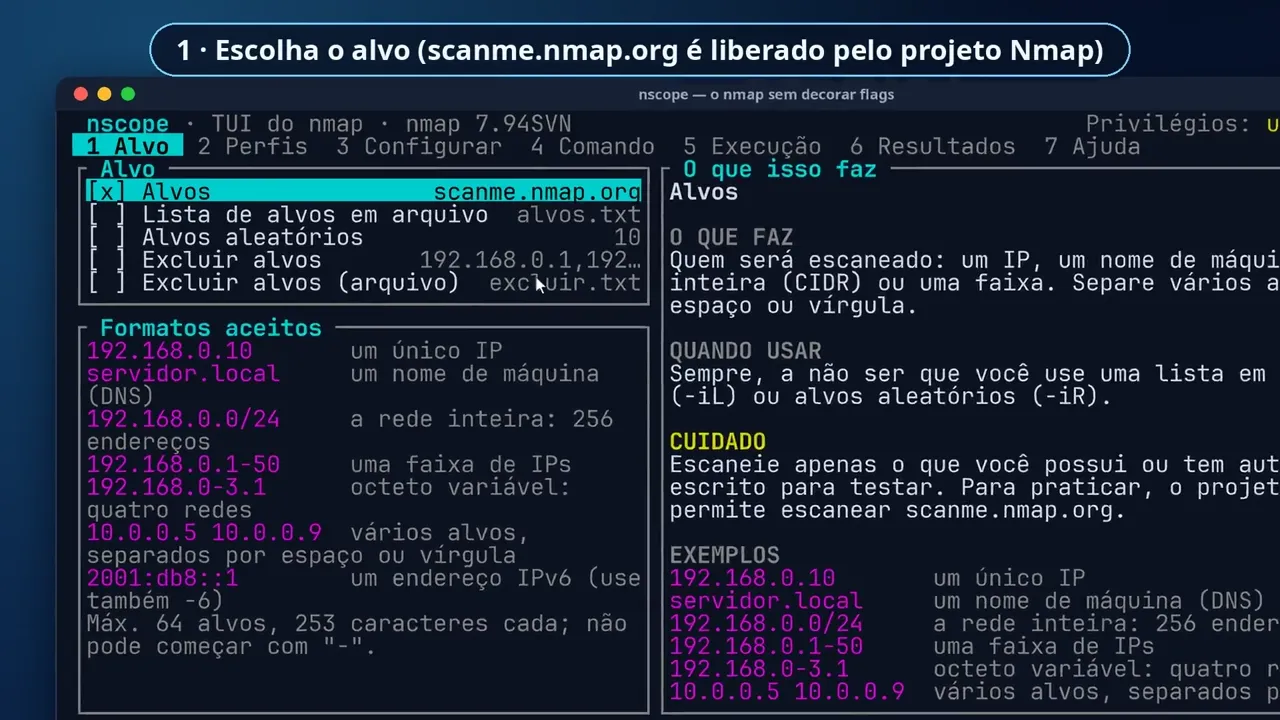 1 · Escolha o alvo (scanme.nmap.org é liberado pelo projeto Nmap)
nscope — o nmap sem decorar flags
nscope · TUI do nmap · nmap 7.94SVN Privilégios: u
1 Alvo 2 Perfis 3 Configurar 4 Comando 5 Execução 6 Resultados 7 Ajuda
Alvo
[x] Alvos scanme.nmap.org
[ ] Lista de alvos em arquivo alvos.txt
[ ] Alvos aleatórios 10
[ ] Excluir alvos 192.168.0.1,192…
[ ] Excluir alvos (arquivo) excluir.txt
Formatos aceitos
192.168.0.10 um único IP
servidor.local um nome de máquina
(DNS)
192.168.0.0/24 a rede inteira: 256
endereços
192.168.0.1-50 uma faixa de IPs
192.168.0-3.1 octeto variável:
quatro redes
10.0.0.5 10.0.0.9 vários alvos,
separados por espaço ou vírgula
2001:db8::1 um endereço IPv6 (use
também -6)
Máx. 64 alvos, 253 caracteres cada; não
pode começar com "-".
O que isso faz
Alvos
O QUE FAZ
Quem será escaneado: um IP, um nome de máqui
inteira (CIDR) ou uma faixa. Separe vários a
espaço ou vírgula.
QUANDO USAR
Sempre, a não ser que você use uma lista em
(-iL) ou alvos aleatórios (-iR).
CUIDADO
Escaneie apenas o que você possui ou tem aut
escrito para testar. Para praticar, o projet
permite escanear scanme.nmap.org.
EXEMPLOS
192.168.0.10 um único IP
servidor.local um nome de máquina (DNS)
192.168.0.0/24 a rede inteira: 256 ender
192.168.0.1-50 uma faixa de IPs
192.168.0-3.1 octeto variável: quatro r
10.0.0.5 10.0.0.9 vários alvos, separados p